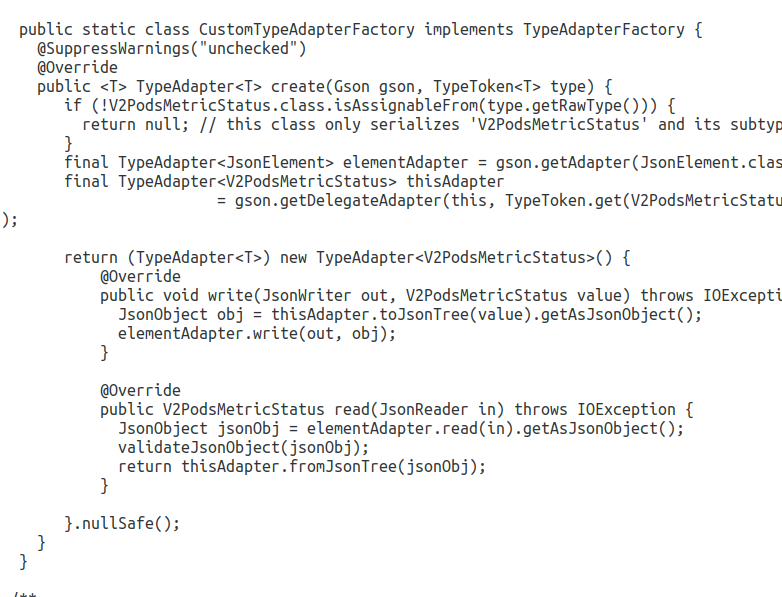 public static class CustomTypeAdapterFactory implements TypeAdapterFactory {
@SuppressWarnings("unchecked")
@Override
public <T> TypeAdapter<T> create(Gson gson, TypeToken<T> type) {
if (!V2PodsMetricStatus.class.isAssignableFrom(type.getRawType())) {
return null; // this class only serializes 'V2PodsMetricStatus' and its subtyp
}
final TypeAdapter<JsonElement> elementAdapter = gson.getAdapter(JsonElement.clas
final TypeAdapter<V2PodsMetricStatus> thisAdapter
= gson.getDelegateAdapter(this, TypeToken.get(V2PodsMetricStatu
);
return (TypeAdapter<T>) new TypeAdapter<V2PodsMetricStatus>() {
@Override
public void write(JsonWriter out, V2PodsMetricStatus value) throws IOExcepti
JsonObject obj = thisAdapter.toJsonTree(value).getAsJsonObject();
elementAdapter.write(out, obj);
}
@Override
public V2PodsMetricStatus read(JsonReader in) throws IOException {
JsonObject jsonObj = elementAdapter.read(in).getAsJsonObject();
validateJsonObject(jsonObj);
return thisAdapter.fromJsonTree(jsonObj);
}
}.nullSafe();
}
}
/**